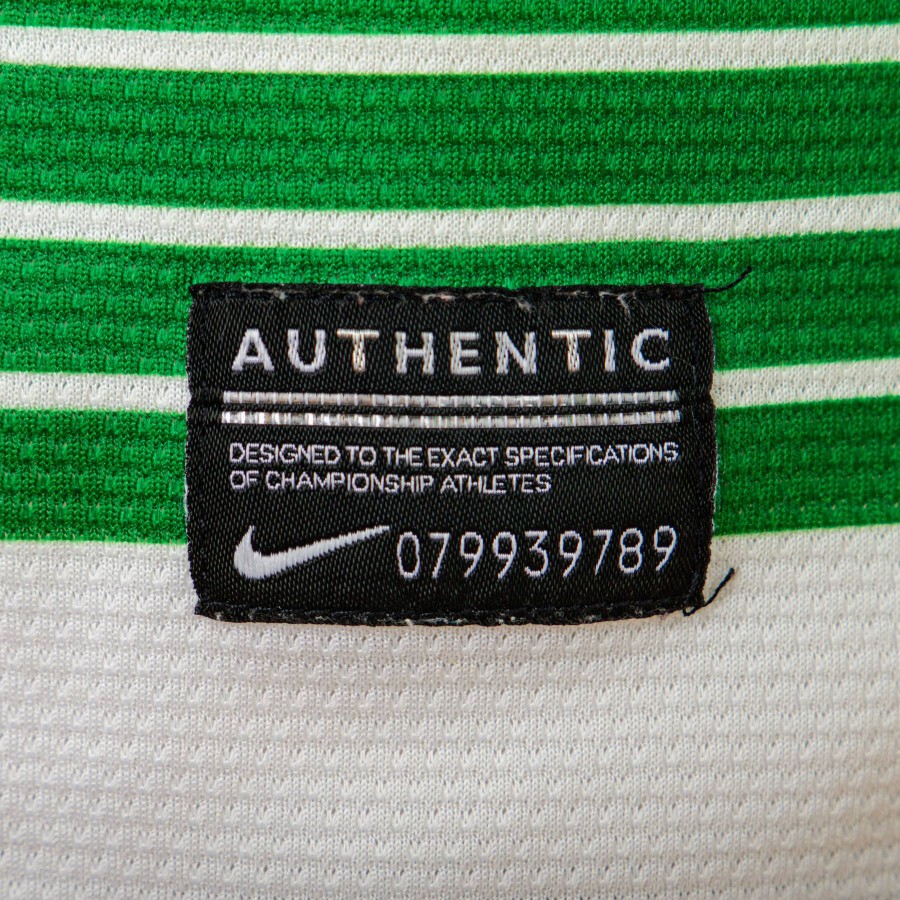 AUTHENTIC
DESIGNED TO THE EXACT SPECIFICATIONS
OF CHAMPIONSHIP ATHLETES
079939789